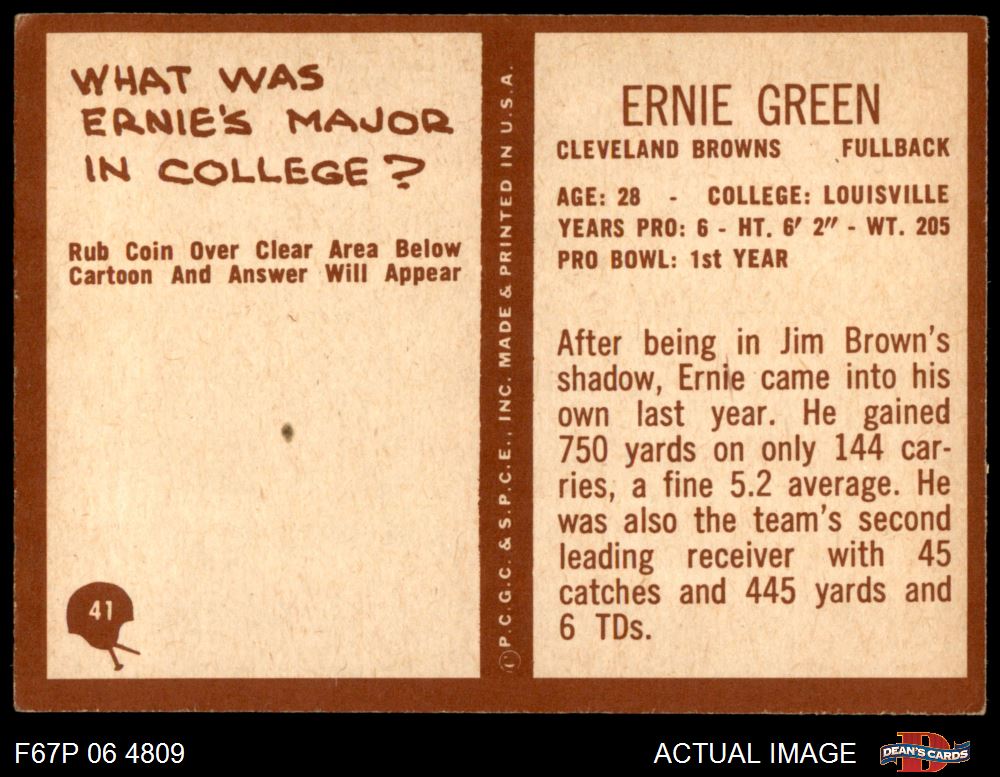 WHAT WAS
ERNIE'S MAJOR
IN COLLEGE?
Rub Coin Over Clear Area Below
Cartoon And Answer Will Appear
41
© P.C.G.C. & S.P.C.E., INC. MADE & PRINTED IN U.S.A.
ERNIE GREEN
CLEVELAND BROWNS FULLBACK
AGE: 28 - COLLEGE: LOUISVILLE
YEARS PRO: 6 - HT. 6' 2" - WT. 205
PRO BOWL: 1st YEAR
After being in Jim Brown's
shadow, Ernie came into his
own last year. He gained
750 yards on only 144 car-
ries, a fine 5.2 average. He
was also the team's second
leading receiver with 45
catches and 445 yards and
6 TDs.
F67P 06 4809
ACTUAL IMAGE
DEAN'S CARDS